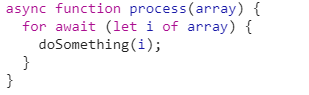 async function process(array) {
  for await (let i of array) {
    doSomething(i);
  }
}